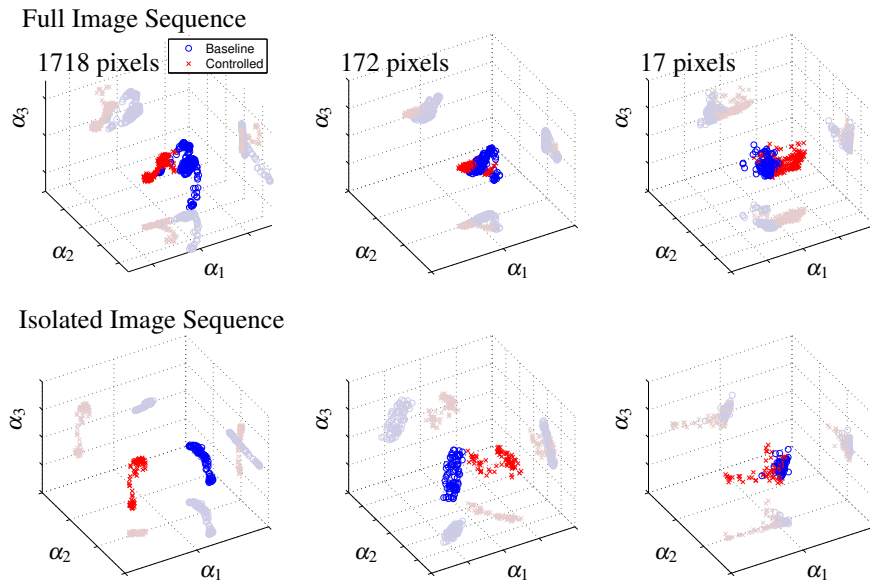 Full Image Sequence
1718 pixels
Baseline
Controlled
172 pixels
17 pixels
α3
α2
α1
α3
α2
α1
α3
α2
α1
Isolated Image Sequence
α3
α2
α1
α3
α2
α1
α3
α2
α1